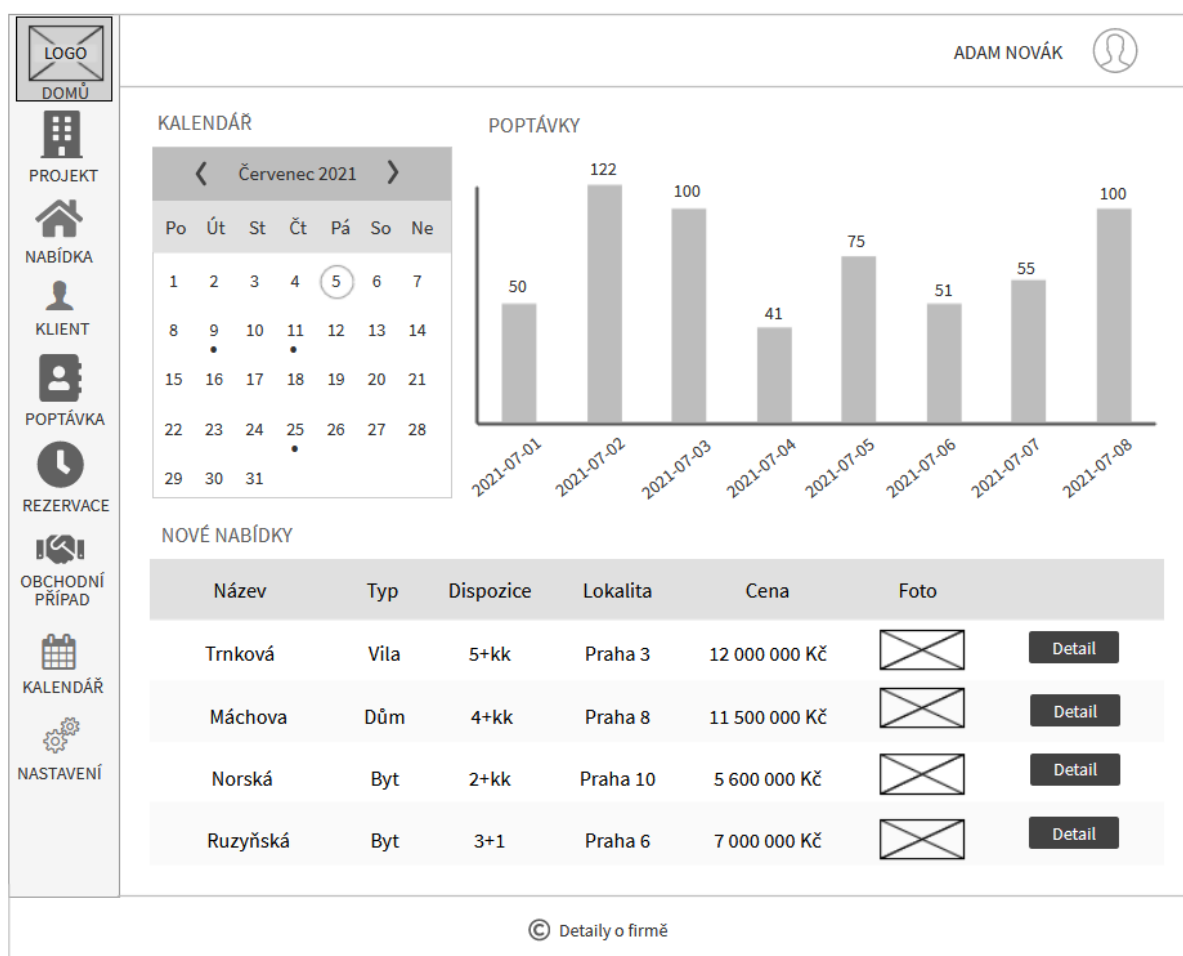 LOGO
DOMŮ
PROJEKT
NABÍDKA
KLIENT
POPTÁVKA
REZERVACE
OBCHODNÍ
PŘÍPAD
KALENDÁŘ
NASTAVENÍ
ADAM NOVÁK
KALENDÁŘ
Červenec 2021
Po Út St Čt Pá So Ne
1 2 3 4 5 6 7
8 9 10 11 12 13 14
15 16 17 18 19 20 21
22 23 24 25 26 27 28
29 30 31
POPTÁVKY
50 122 100 41 75 51 55 100
2021-07-01 2021-07-02 2021-07-03 2021-07-04 2021-07-05 2021-07-06 2021-07-07 2021-07-08
NOVÉ NABÍDKY
Název Typ Dispozice Lokalita Cena Foto
Trnková Vila 5+kk Praha 3 12 000 000 Kč Detail
Máchova Dům 4+kk Praha 8 11 500 000 Kč Detail
Norská Byt 2+kk Praha 10 5 600 000 Kč Detail
Ruzyňská Byt 3+1 Praha 6 7 000 000 Kč Detail
© Detaily o firmě